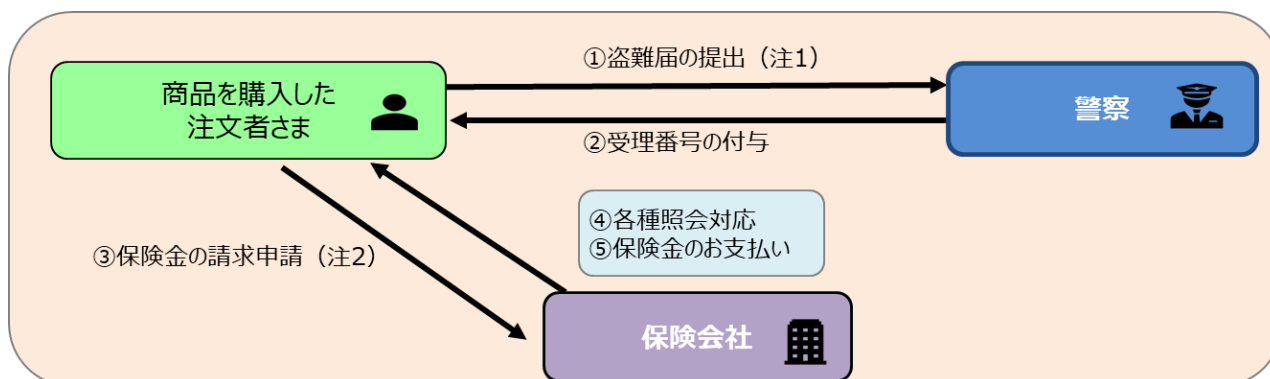 ①盗難届の提出（注1）
商品を購入した
注文者さま
警察
②受理番号の付与
④各種照会対応
⑤保険金のお支払い
③保険金の請求申請（注2）
保険会社